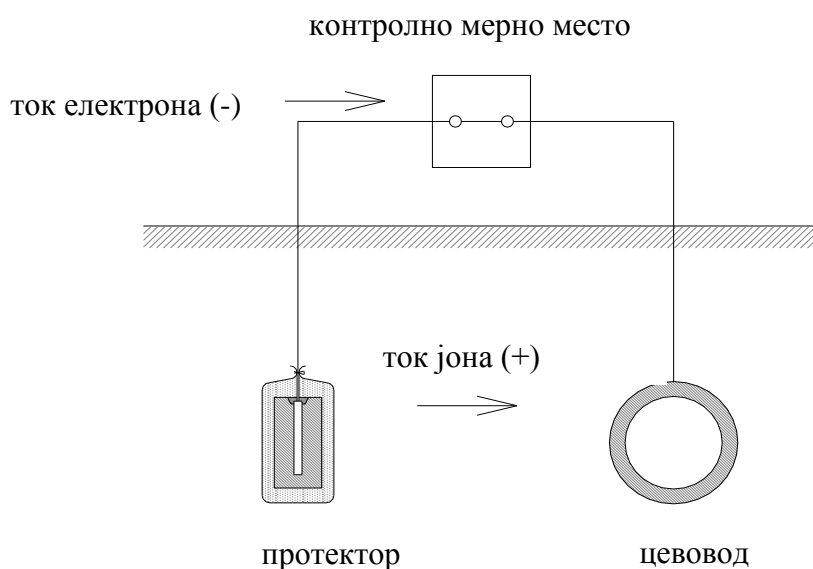 контролно мерно место
ток електрона (-)
ток јона (+)
протектор
цевовод